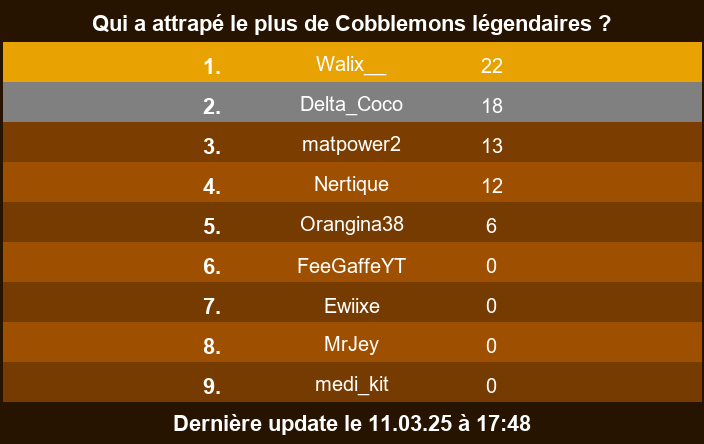 Qui a attrapé le plus de Cobblemons légendaires ?
1. Walix__ 22
2. Delta_Coco 18
3. matpower2 13
4. Nertique 12
5. Orangina38 6
6. FeeGaffeYT 0
7. Ewiixe 0
8. MrJey 0
9. medi_kit 0
Dernière update le 11.03.25 à 17:48